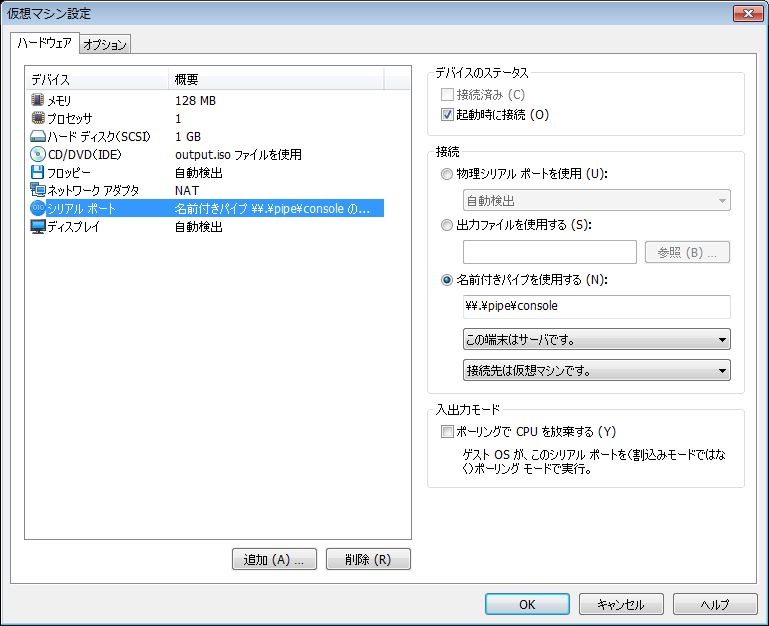 仮想マシン設定
ハードウェア オプション
デバイス 概要
メモリ 128 MB
プロセッサ 1
ハード ディスク(SCSI) 1 GB
CD/DVD(IDE) output.iso ファイルを使用
フロッピー 自動検出
ネットワーク アダプタ NAT
シリアル ポート 名前付きパイプ ¥¥.¥pipe¥console の...
ディスプレイ 自動検出
追加 (A) ... 削除 (R)
デバイスのステータス
接続済み (C)
起動時に接続 (O)
接続
物理シリアル ポートを使用 (U):
自動検出
出力ファイルを使用する (S):
参照 (B) ...
名前付きパイプを使用する (N):
¥¥.¥pipe¥console
この端末はサーバです。
接続先は仮想マシンです。
入出力モード
ポーリングで CPU を放棄する (Y)
ゲスト OS が、このシリアル ポートを(割込みモードではな
く)ポーリング モードで実行。
OK キャンセル ヘルプ